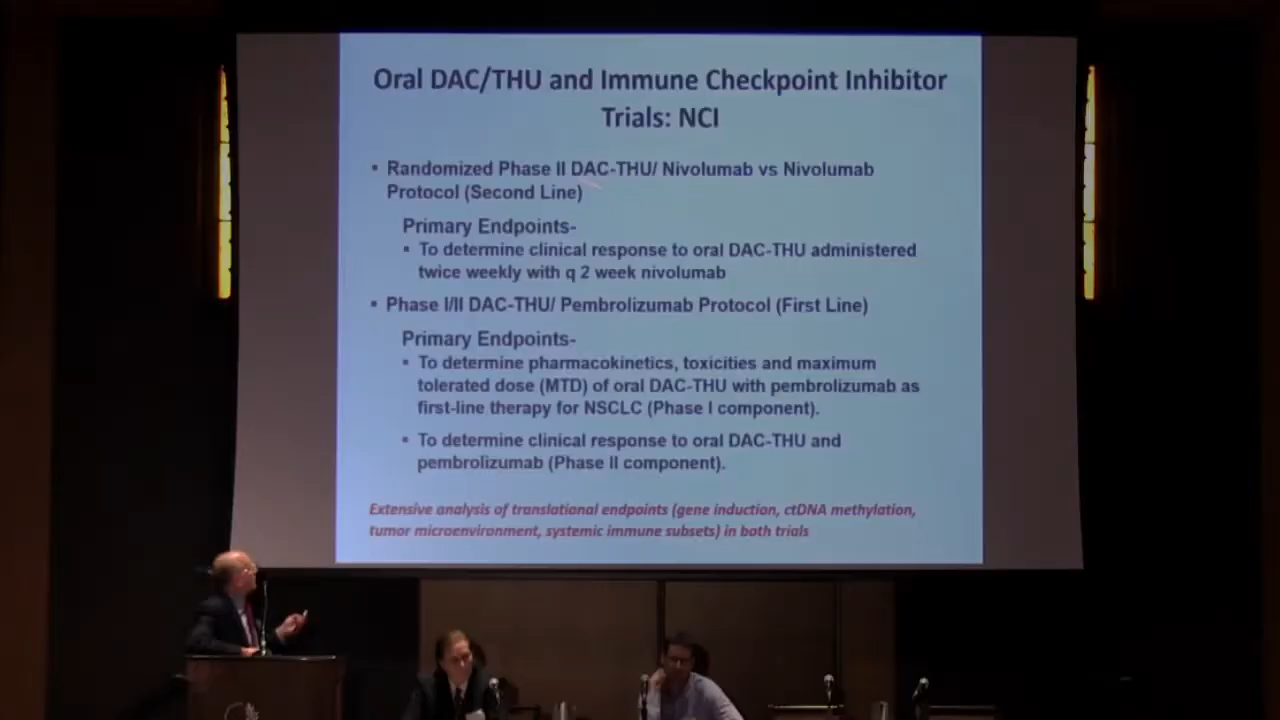 Oral DAC/THU and Immune Checkpoint Inhibitor
Trials: NCI
▪ Randomized Phase II DAC-THU/ Nivolumab vs Nivolumab
Protocol (Second Line)
Primary Endpoints-
▪ To determine clinical response to oral DAC-THU administered
twice weekly with q 2 week nivolumab
▪ Phase I/II DAC-THU/ Pembrolizumab Protocol (First Line)
Primary Endpoints-
▪ To determine pharmacokinetics, toxicities and maximum
tolerated dose (MTD) of oral DAC-THU with pembrolizumab as
first-line therapy for NSCLC (Phase I component).
▪ To determine clinical response to oral DAC-THU and
pembrolizumab (Phase II component).
Extensive analysis of translational endpoints (gene induction, ctDNA methylation,
tumor microenvironment, systemic immune subsets) in both trials